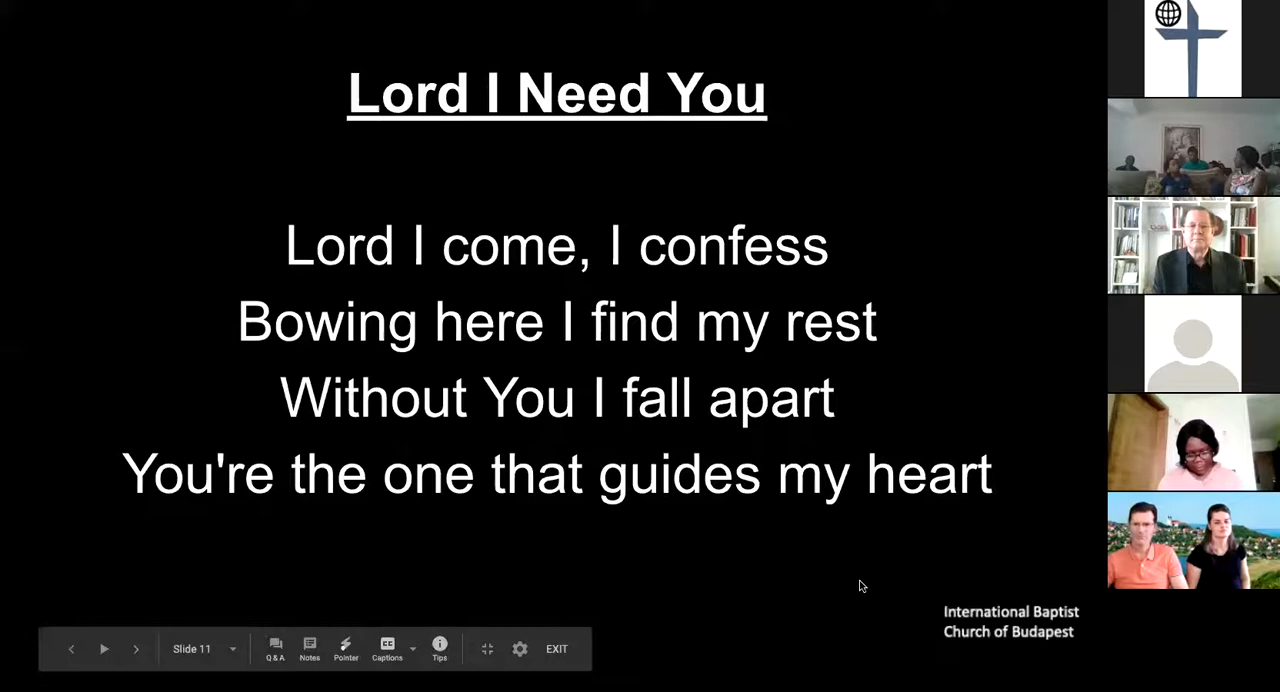 Lord I Need You
Lord I come, I confess
Bowing here I find my rest
Without You I fall apart
You're the one that guides my heart
International Baptist
Church of Budapest
Slide 11
Q & A
Notes
Pointer
CC
Captions
Tips
EXIT